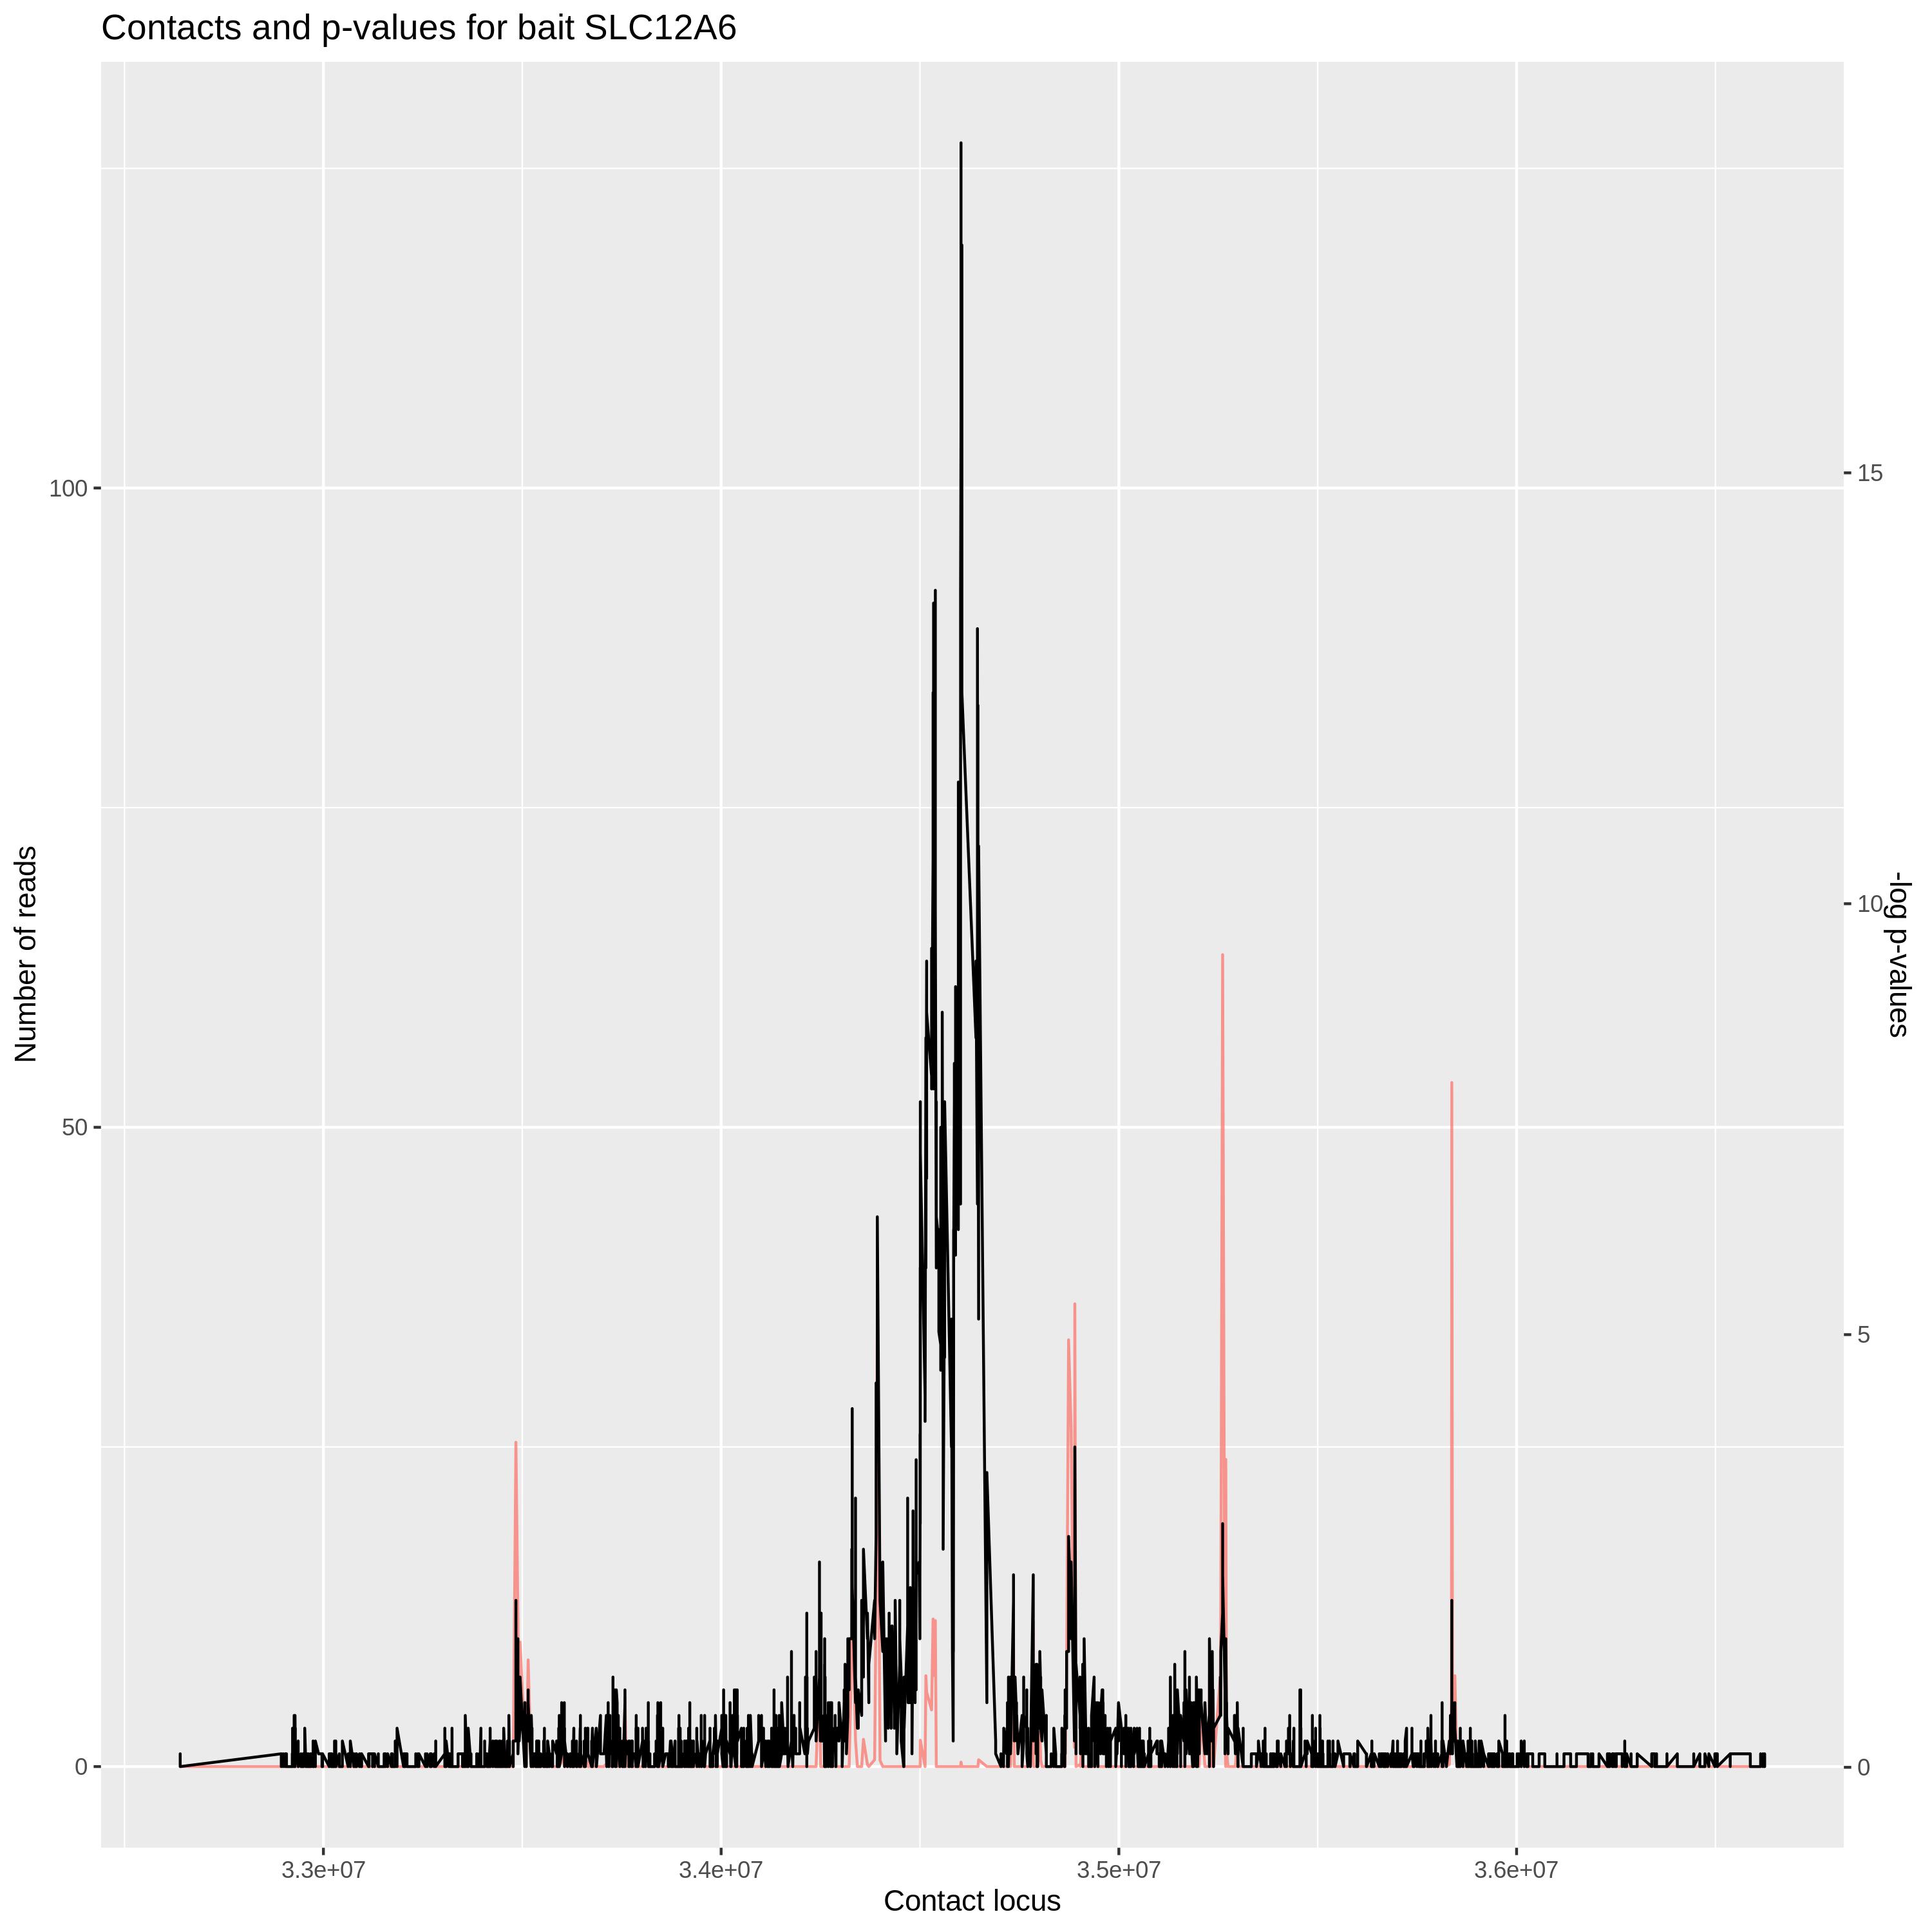 Contacts and p-values for bait SLC12A6
Number of reads
100
50
0
15
10
5
0
-log p-values
3.3e+07 3.4e+07 3.5e+07 3.6e+07
Contact locus